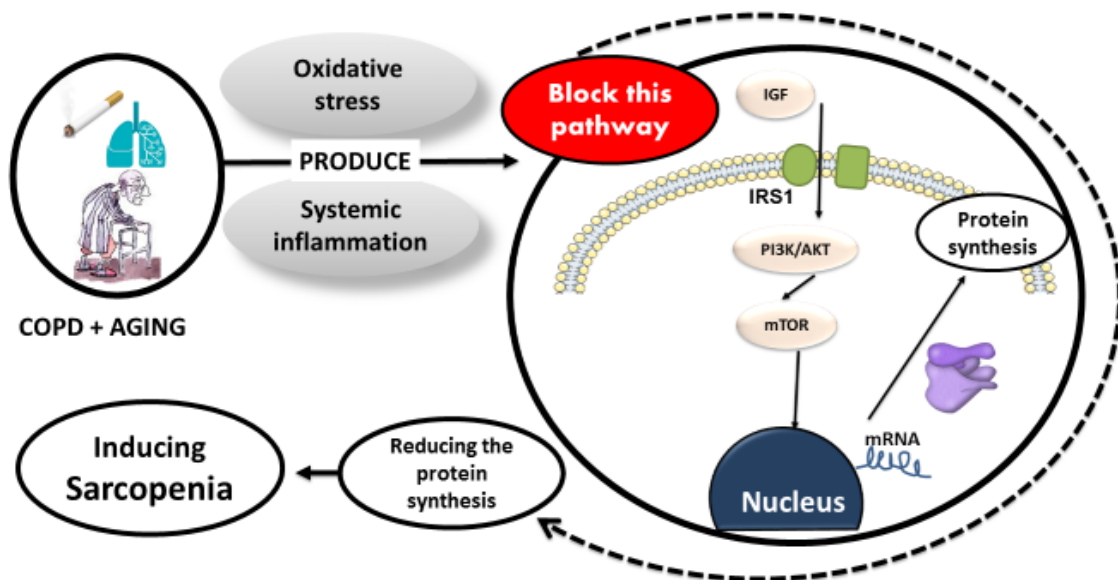 Oxidative
stress
PRODUCE
Systemic
inflammation
COPD + AGING
Block this
pathway
IGF
IRS1
PI3K/AKT
mTOR
Protein
synthesis
mRNA
Nucleus
Reducing the
protein
synthesis
Inducing
Sarcopenia